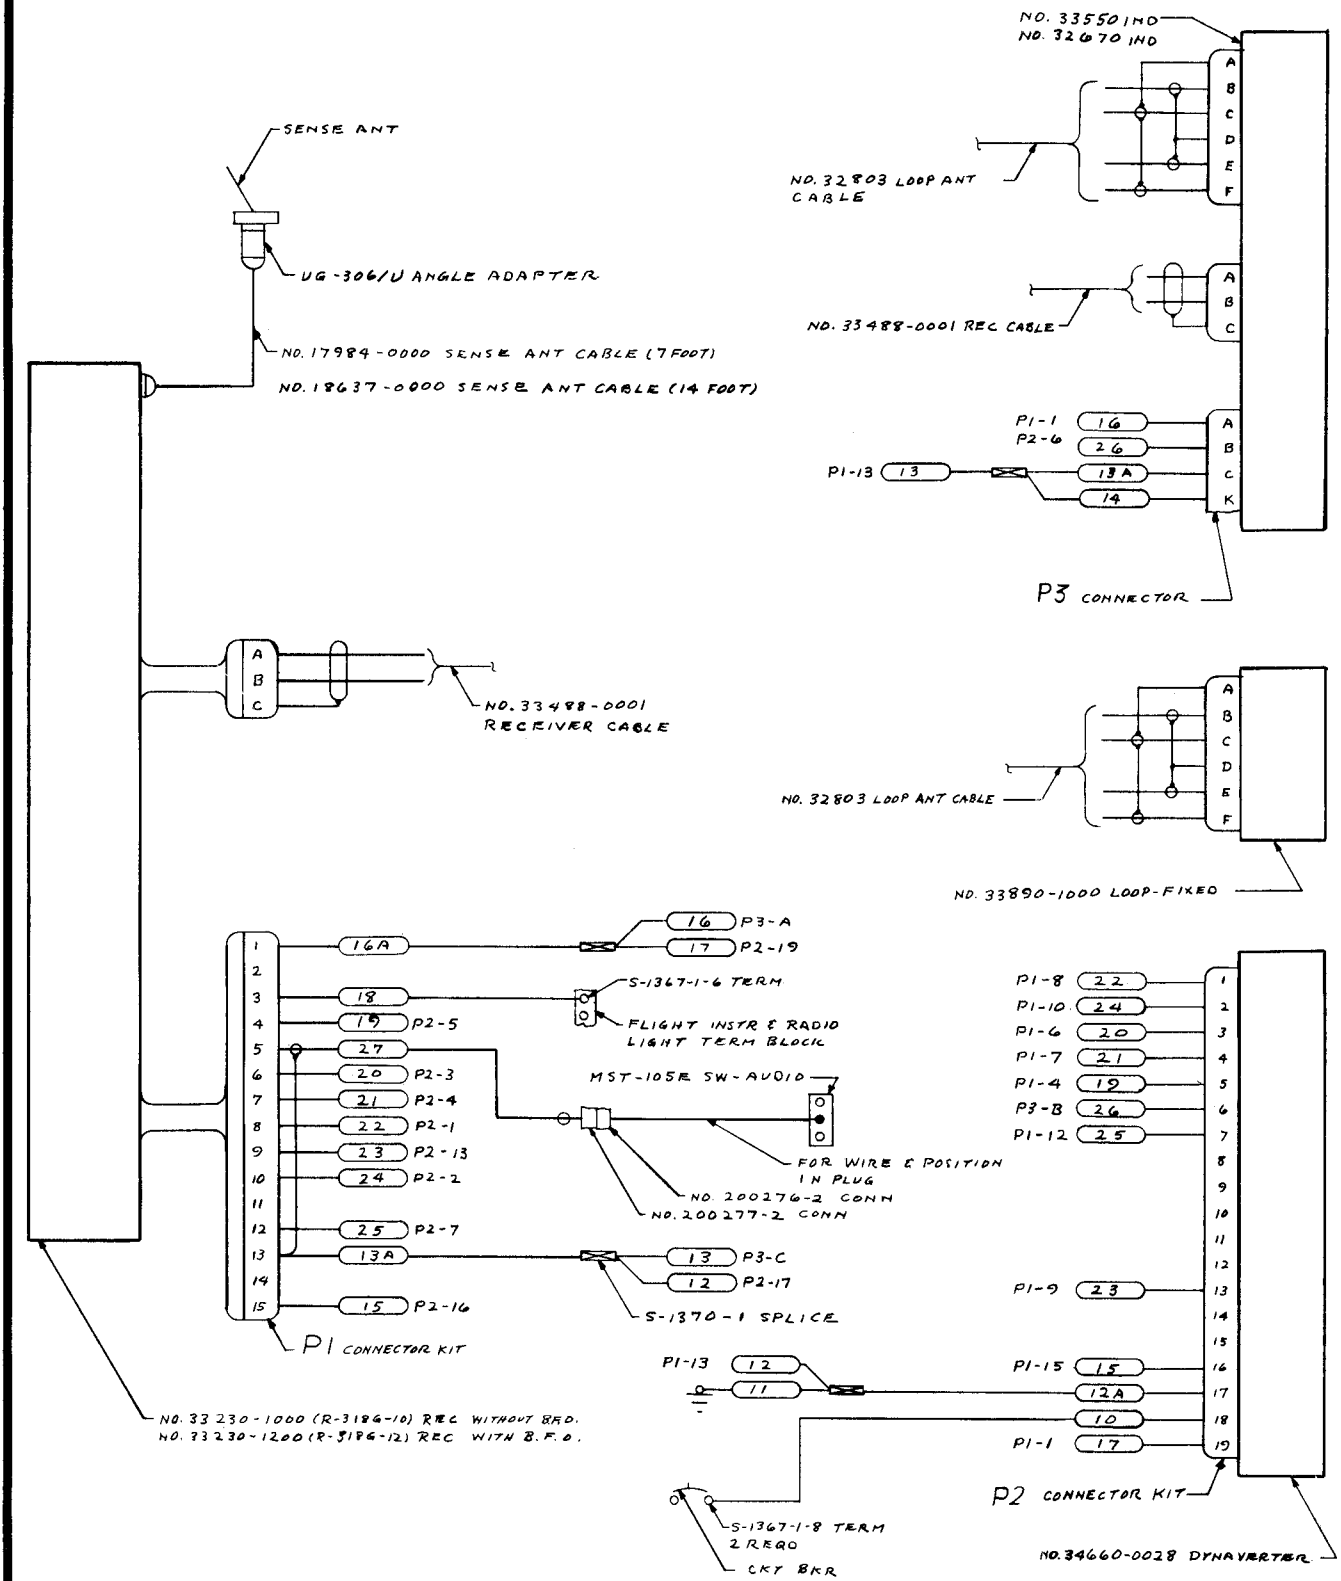 NO. 33550 IND
NO. 32670 IND
A
B
C
D
E
F
NO. 32803 LOOP ANT
CABLE
SENSE ANT
UG-306/U ANGLE ADAPTER
NO. 17984-0000 SENSE ANT CABLE (7 FOOT)
NO. 18637-0000 SENSE ANT CABLE (14 FOOT)
A
B
C
NO. 33488-0001 REC CABLE
P1-1 16 A
P2-6 26 B
P1-13 13 13A C
14 K
P3 CONNECTOR
A
B
C
NO. 33488-0001
RECEIVER CABLE
A
B
C
D
E
F
NO. 32803 LOOP ANT CABLE
NO. 33890-1000 LOOP-FIXED
1 16A 16 P3-A
17 P2-19
2
3 18 S-1367-1-6 TERM
FLIGHT INSTR & RADIO
LIGHT TERM BLOCK
4 19 P2-5
5 27
MST-105E SW-AUDIO
6 20 P2-3
7 21 P2-4
8 22 P2-1
9 23 P2-13
10 24 P2-2
11
12 25 P2-7
13 13A 13 P3-C
12 P2-17
14
15 15 P2-16
FOR WIRE & POSITION
IN PLUG
NO. 200276-2 CONN
NO. 200277-2 CONN
S-1370-1 SPLICE
P1 CONNECTOR KIT
NO. 33230-1000 (R-318G-10) REC WITHOUT B.F.O.
NO. 33230-1200 (R-318G-12) REC WITH B.F.O.
P1-8 22 1
P1-10 24 2
P1-6 20 3
P1-7 21 4
P1-4 19 5
P3-B 26 6
P1-12 25 7
8
9
10
11
12
P1-9 23 13
14
15
P1-15 15 16
P1-13 12
11 12A 17
10 18
P1-1 17 19
P2 CONNECTOR KIT
S-1367-1-8 TERM
2 REQD
CKT BKR
NO. 34660-0028 DYNAVERTER